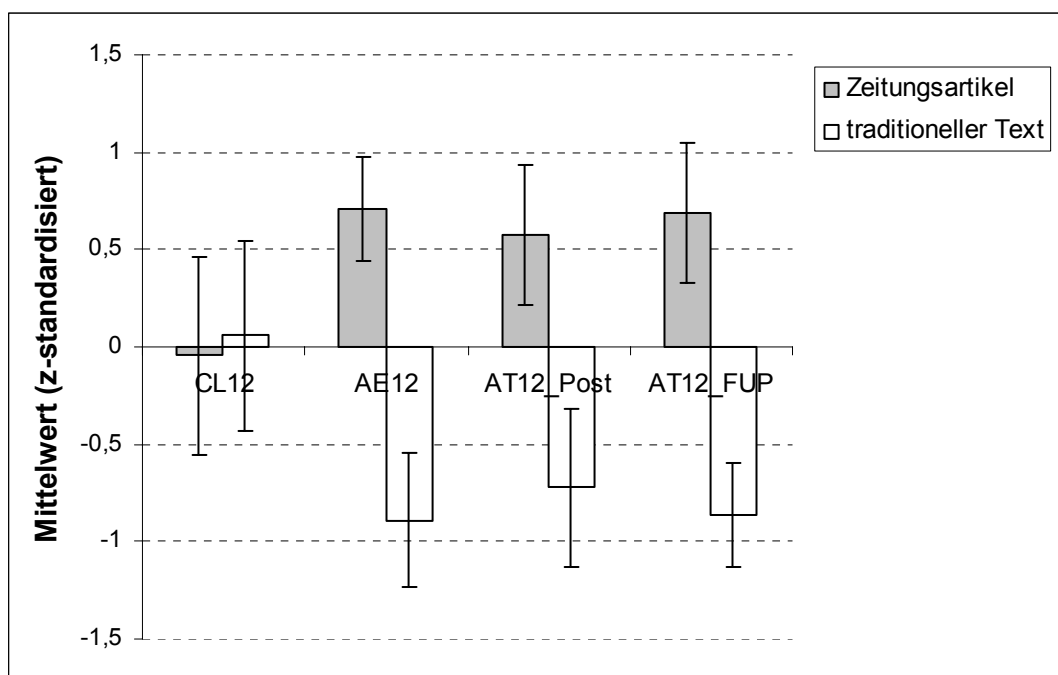 Mittelwert (z-standardisiert)
1,5
1
0,5
0
-0,5
-1
-1,5
CL12
AE12
AT12_Post
AT12_FUP
Zeitungsartikel
traditioneller Text